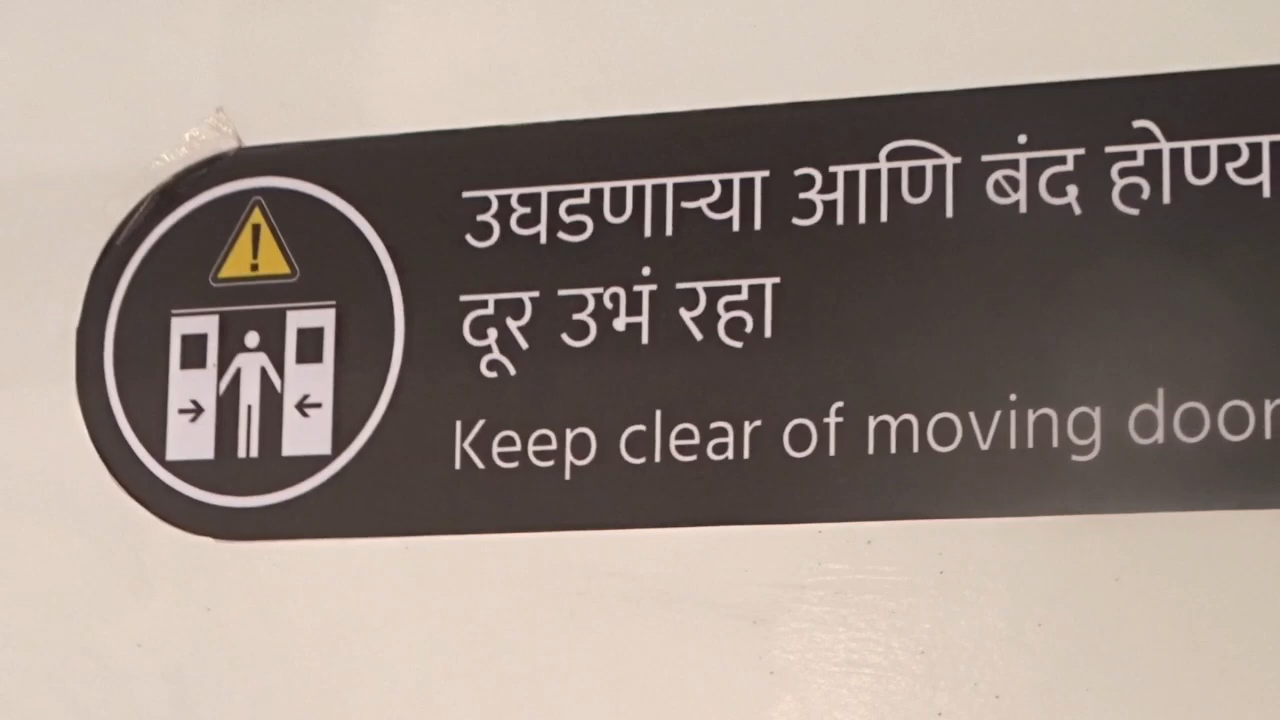 उघडणाऱ्या आणि बंद होण्य
दूर उभं रहा
Keep clear of moving door